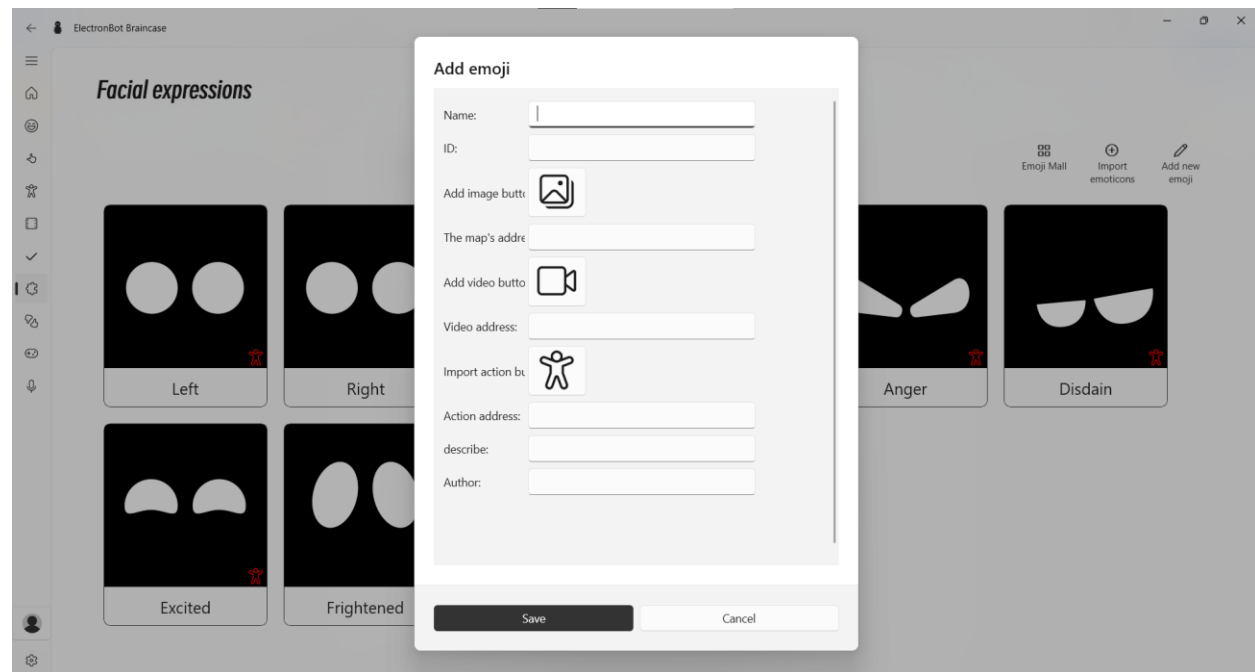 ElectronBot Braincase
Facial expressions
Emoji Mall
Import
emoticons
Add new
emoji
Left
Right
Anger
Disdain
Excited
Frightened
Add emoji
Name:
ID:
Add image butto
The map's addre
Add video butto
Video address:
Import action bu
Action address:
describe:
Author:
Save
Cancel